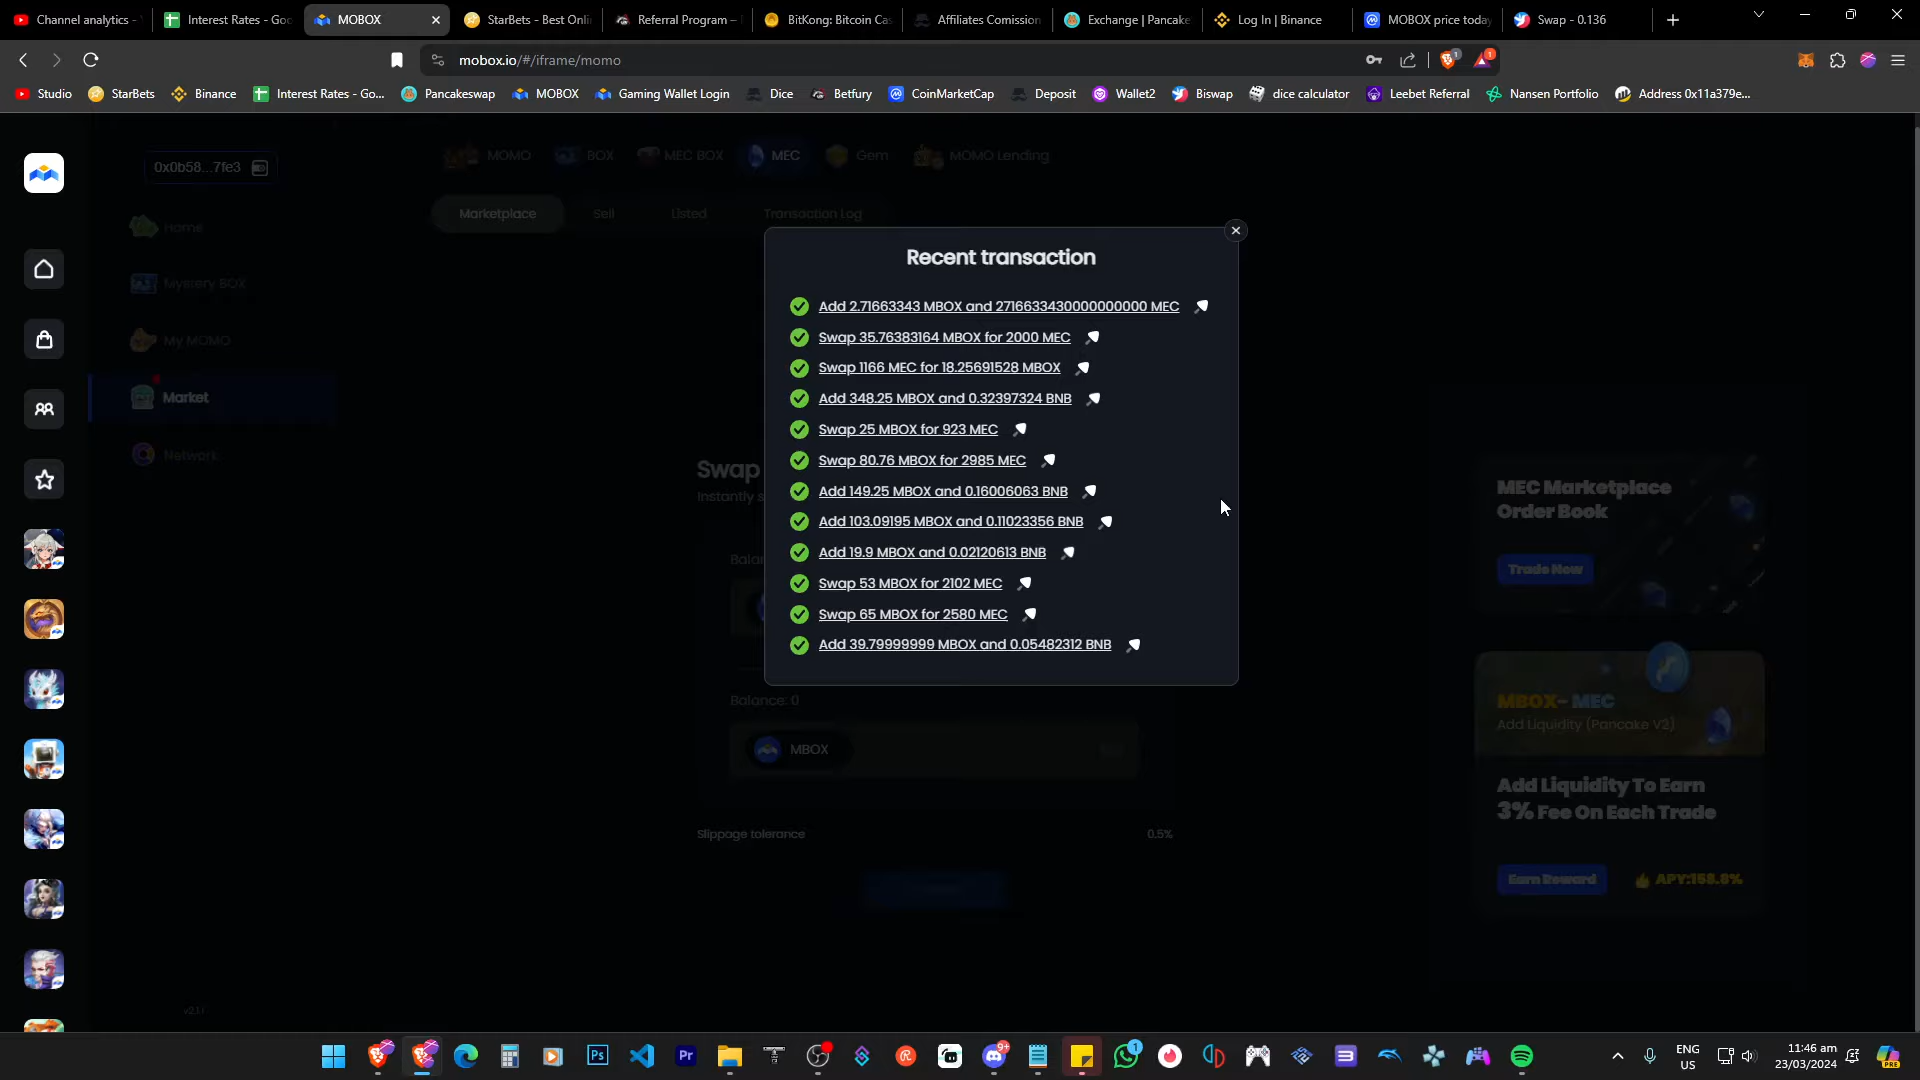 Channel analytics -
Interest Rates - Goo
MOBOX
StarBets - Best Onli
Referral Program –
BitKong: Bitcoin Cas
Affiliates Comission
Exchange | Pancake
Log In | Binance
MOBOX price today
Swap - 0.136
mobox.io/#/iframe/momo
1
1
Studio
StarBets
Binance
Interest Rates - Go...
Pancakeswap
MOBOX
Gaming Wallet Login
Dice
Betfury
CoinMarketCap
Deposit
Wallet2
Biswap
dice calculator
Leebet Referral
Nansen Portfolio
Address 0x11a379e...
0x0b58...7fe3
MOMO
BOX
MEC BOX
MEC
Gem
MOMO Lending
Marketplace
Sell
Listed
Transaction Log
Home
Mystery BOX
My MOMO
Market
Network
Recent transaction
Add 2.71663343 MBOX and 2716633430000000000 MEC
Swap 35.76383164 MBOX for 2000 MEC
Swap 1166 MEC for 18.25691528 MBOX
Add 348.25 MBOX and 0.32397324 BNB
Swap 25 MBOX for 923 MEC
Swap 80.76 MBOX for 2985 MEC
Add 149.25 MBOX and 0.16006063 BNB
Add 103.09195 MBOX and 0.11023356 BNB
Add 19.9 MBOX and 0.02120613 BNB
Swap 53 MBOX for 2102 MEC
Swap 65 MBOX for 2580 MEC
Add 39.79999999 MBOX and 0.05482312 BNB
Swap
Instantly s
Balan
Balance: 0
MBOX
Slippage tolerance
0.5%
MEC Marketplace
Order Book
Trade Now
MBOX- MEC
Add Liquidity (Pancake V2)
Add Liquidity To Earn
3% Fee On Each Trade
Earn Reward
APY:158.8%
9+
1
ENG
US
11:46 am
23/03/2024
PRE